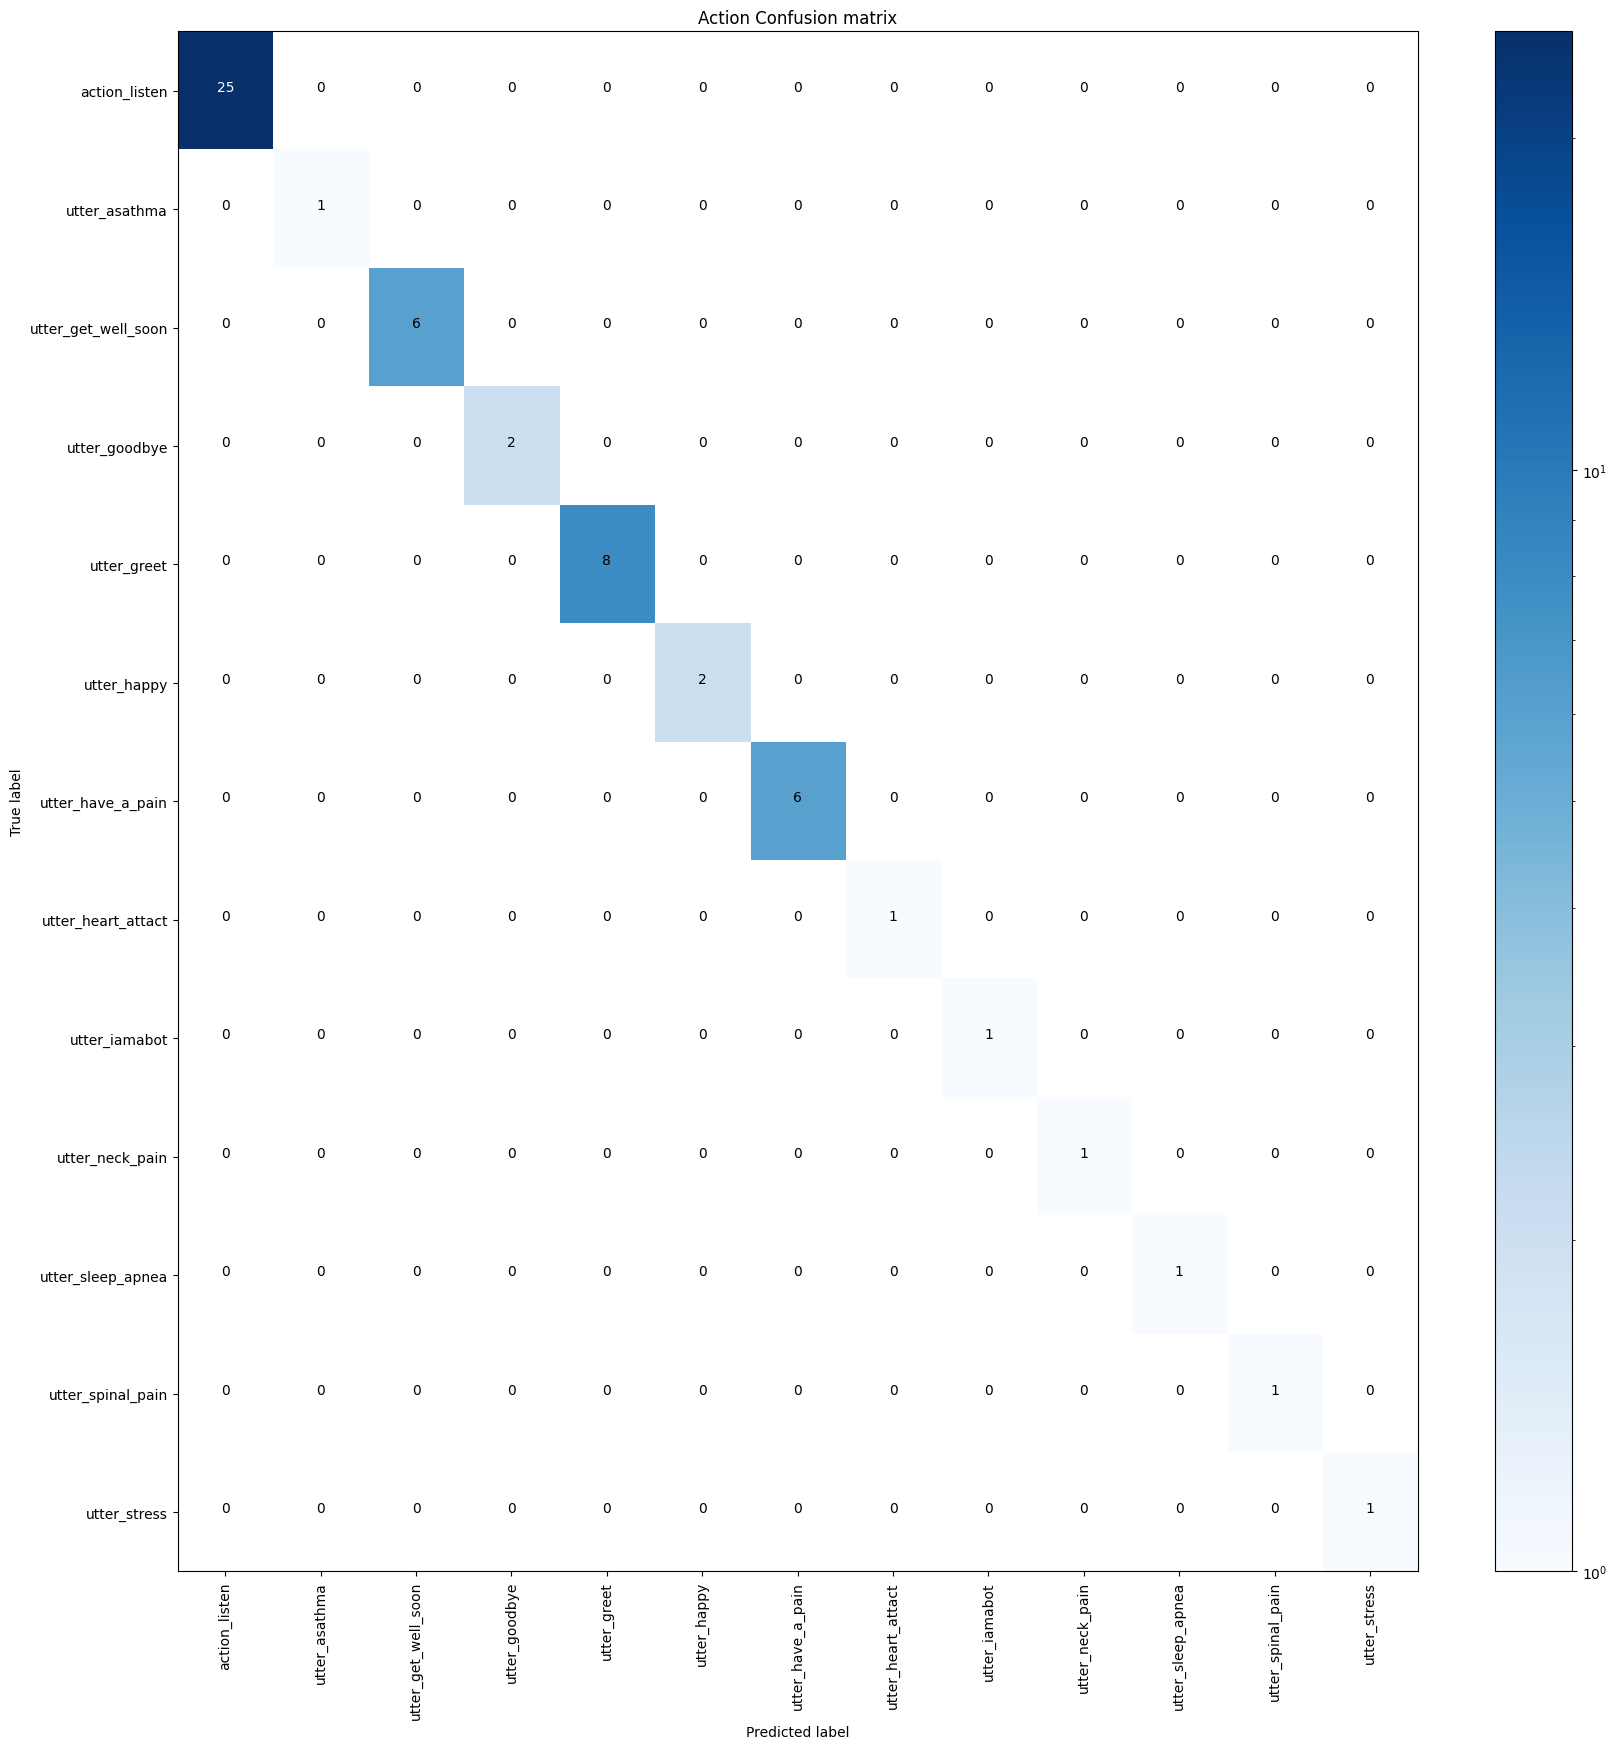 Action Confusion matrix
True label
action_listen 25 0 0 0 0 0 0 0 0 0 0 0 0
utter_asathma 0 1 0 0 0 0 0 0 0 0 0 0 0
utter_get_well_soon 0 0 6 0 0 0 0 0 0 0 0 0 0
utter_goodbye 0 0 0 2 0 0 0 0 0 0 0 0 0
utter_greet 0 0 0 0 8 0 0 0 0 0 0 0 0
utter_happy 0 0 0 0 0 2 0 0 0 0 0 0 0
utter_have_a_pain 0 0 0 0 0 0 6 0 0 0 0 0 0
utter_heart_attact 0 0 0 0 0 0 0 1 0 0 0 0 0
utter_iamabot 0 0 0 0 0 0 0 0 1 0 0 0 0
utter_neck_pain 0 0 0 0 0 0 0 0 0 1 0 0 0
utter_sleep_apnea 0 0 0 0 0 0 0 0 0 0 1 0 0
utter_spinal_pain 0 0 0 0 0 0 0 0 0 0 0 1 0
utter_stress 0 0 0 0 0 0 0 0 0 0 0 0 1
action_listen
utter_asathma
utter_get_well_soon
utter_goodbye
utter_greet
utter_happy
utter_have_a_pain
utter_heart_attact
utter_iamabot
utter_neck_pain
utter_sleep_apnea
utter_spinal_pain
utter_stress
Predicted label
10¹
10⁰